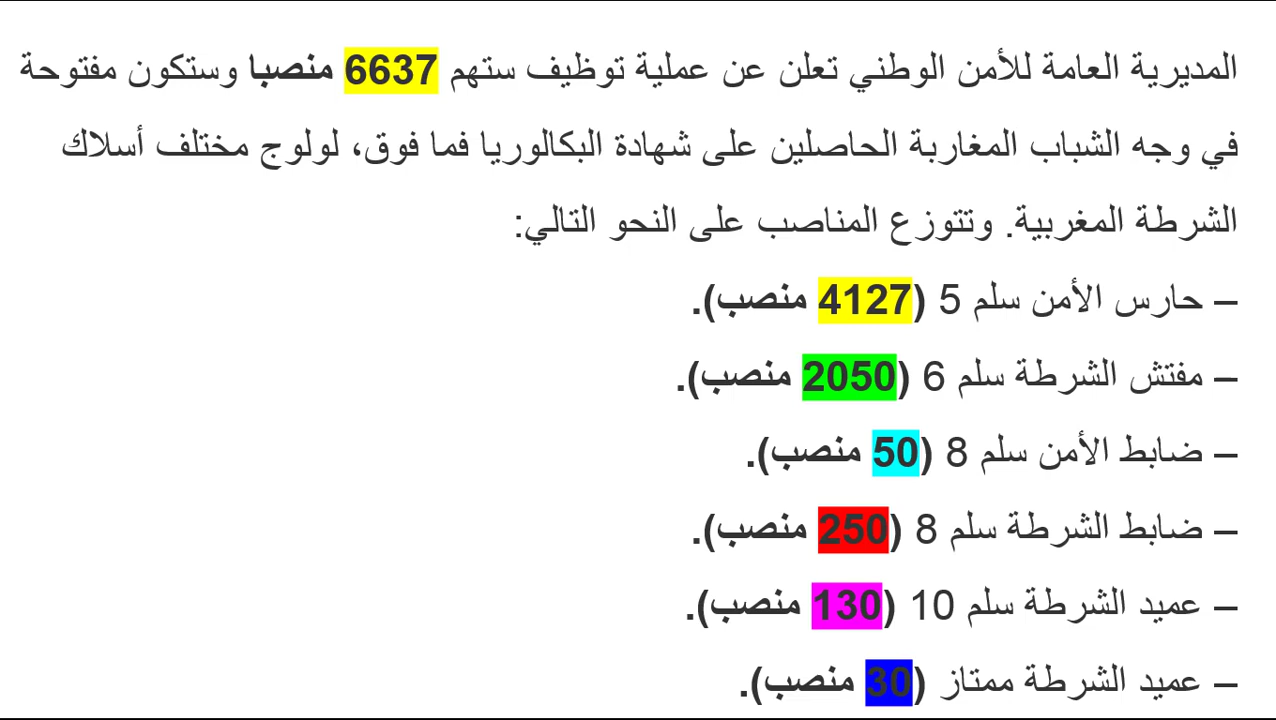 المديرية العامة للأمن الوطني تعلن عن عملية توظيف ستهم 6637 منصبا وستكون مفتوحة
في وجه الشباب المغاربة الحاصلين على شهادة البكالوريا فما فوق، لولوج مختلف أسلاك
الشرطة المغربية. وتتوزع المناصب على النحو التالي:
– حارس الأمن سلم 5 (4127 منصب).
– مفتش الشرطة سلم 6 (2050 منصب).
– ضابط الأمن سلم 8 (50 منصب).
– ضابط الشرطة سلم 8 (250 منصب).
– عميد الشرطة سلم 10 (130 منصب).
– عميد الشرطة ممتاز (30 منصب).